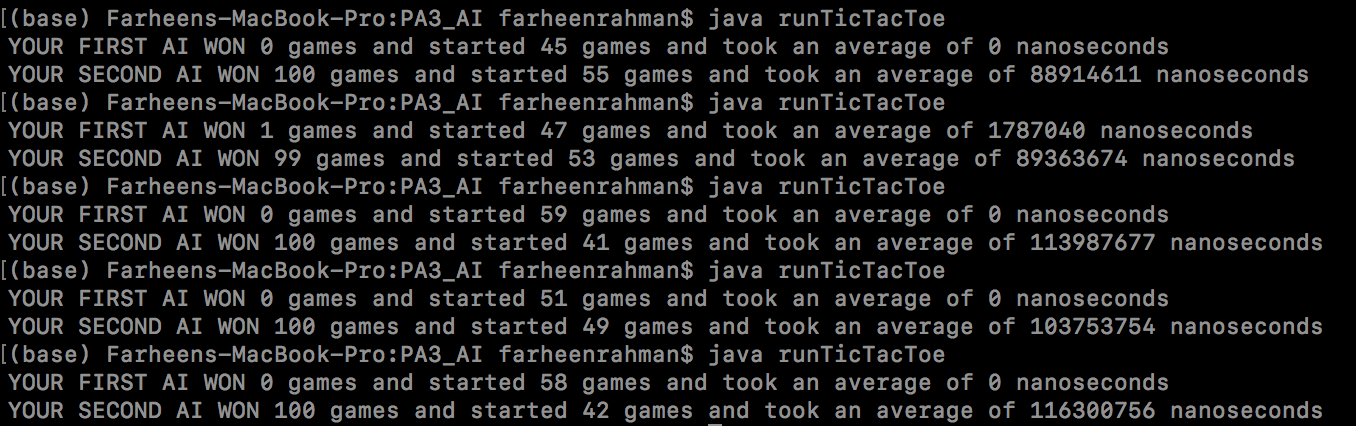 [(base) Farheens-MacBook-Pro:PA3_AI farheenrahman$ java runTicTacToe
YOUR FIRST AI WON 0 games and started 45 games and took an average of 0 nanoseconds
YOUR SECOND AI WON 100 games and started 55 games and took an average of 88914611 nanoseconds
[(base) Farheens-MacBook-Pro:PA3_AI farheenrahman$ java runTicTacToe
YOUR FIRST AI WON 1 games and started 47 games and took an average of 1787040 nanoseconds
YOUR SECOND AI WON 99 games and started 53 games and took an average of 89363674 nanoseconds
[(base) Farheens-MacBook-Pro:PA3_AI farheenrahman$ java runTicTacToe
YOUR FIRST AI WON 0 games and started 59 games and took an average of 0 nanoseconds
YOUR SECOND AI WON 100 games and started 41 games and took an average of 113987677 nanoseconds
[(base) Farheens-MacBook-Pro:PA3_AI farheenrahman$ java runTicTacToe
YOUR FIRST AI WON 0 games and started 51 games and took an average of 0 nanoseconds
YOUR SECOND AI WON 100 games and started 49 games and took an average of 103753754 nanoseconds
[(base) Farheens-MacBook-Pro:PA3_AI farheenrahman$ java runTicTacToe
YOUR FIRST AI WON 0 games and started 58 games and took an average of 0 nanoseconds
YOUR SECOND AI WON 100 games and started 42 games and took an average of 116300756 nanoseconds